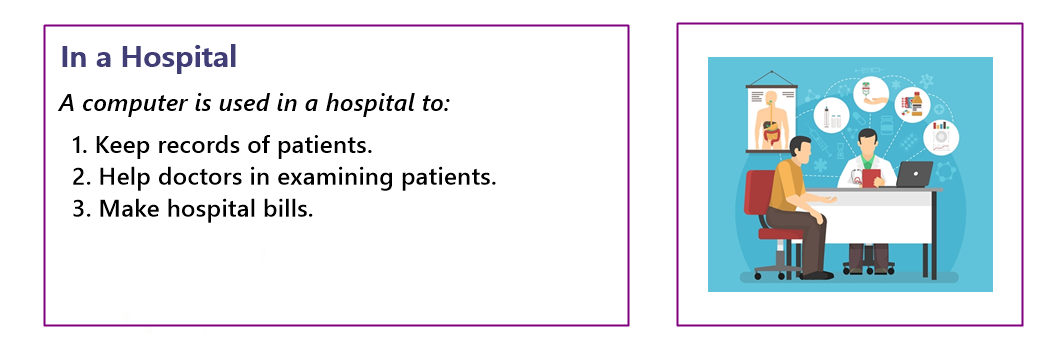 In a Hospital
A computer is used in a hospital to:
1. Keep records of patients.
2. Help doctors in examining patients.
3. Make hospital bills.